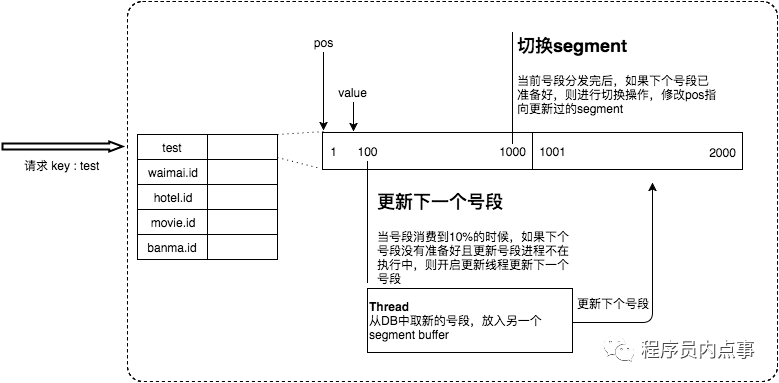 pos
value
切换segment
当前号段分发完后，如果下个号段已
准备好，则进行切换操作，修改pos指
向更新过的segment
请求 key : test
test
waimai.id
hotel.id
movie.id
banma.id
1 100 1000 1001 2000
更新下一个号段
当号段消费到10%的时候，如果下个
号段没有准备好且更新号段进程不在
执行中，则开启更新线程更新下一个
号段
Thread
从DB中取新的号段，放入另一个
segment buffer
更新下个号段
程序员内点事